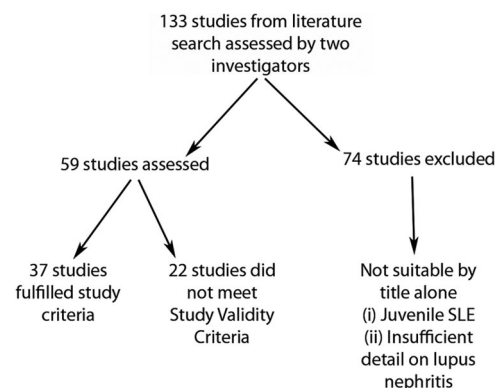 133 studies from literature
search assessed by two
investigators
59 studies assessed
74 studies excluded
37 studies
fulfilled study
criteria
22 studies did
not meet
Study Validity
Criteria
Not suitable by
title alone
(i) Juvenile SLE
(ii) Insufficient
detail on lupus
nephritis